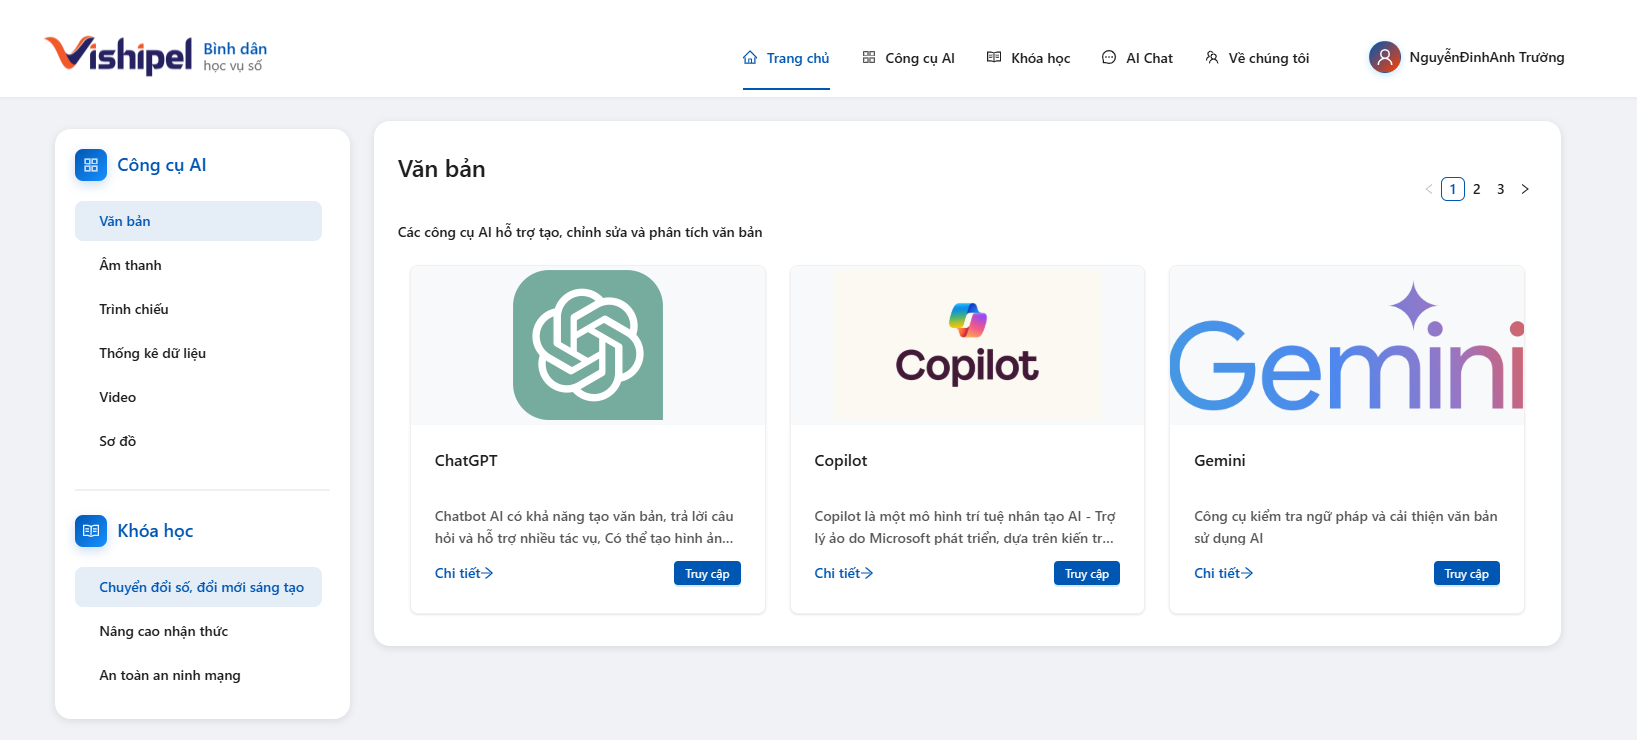 Vishipel
Bình dân
học vụ số
Trang chủ
Công cụ AI
Khóa học
AI Chat
Về chúng tôi
NguyễnĐinhAnh Trường
Công cụ AI
Văn bản
Âm thanh
Trình chiếu
Thống kê dữ liệu
Video
Sơ đồ
Khóa học
Chuyển đổi số, đổi mới sáng tạo
Nâng cao nhận thức
An toàn an ninh mạng
Văn bản
1 2 3
Các công cụ AI hỗ trợ tạo, chỉnh sửa và phân tích văn bản
ChatGPT
Chatbot AI có khả năng tạo văn bản, trả lời câu
hỏi và hỗ trợ nhiều tác vụ, Có thể tạo hình ản...
Chi tiết
Truy cập
Copilot
Copilot
Copilot là một mô hình trí tuệ nhân tạo AI - Trợ
lý ảo do Microsoft phát triển, dựa trên kiến tr...
Chi tiết
Truy cập
Gemini
Gemini
Công cụ kiểm tra ngữ pháp và cải thiện văn bản
sử dụng AI
Chi tiết
Truy cập